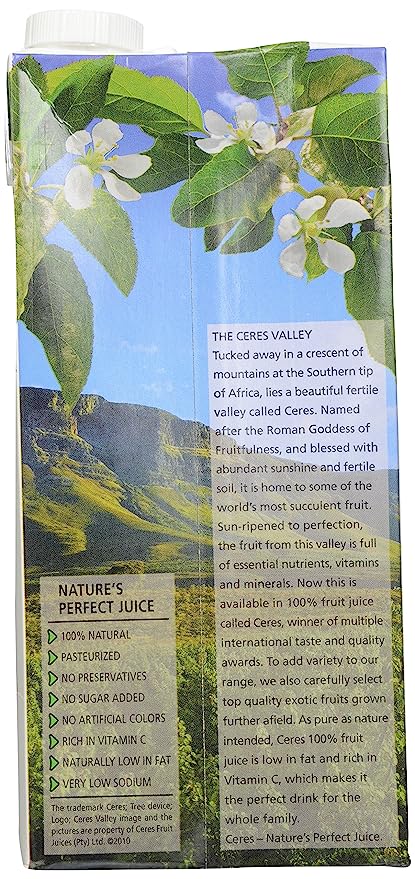 THE CERES VALLEY
Tucked away in a crescent of
mountains at the Southern tip
of Africa, lies a beautiful fertile
valley called Ceres. Named
after the Roman Goddess of
Fruitfulness, and blessed with
abundant sunshine and fertile
soil, it is home to some of the
world's most succulent fruit.
Sun-ripened to perfection,
the fruit from this valley is full
of essential nutrients, vitamins
and minerals. Now this is
available in 100% fruit juice
called Ceres, winner of multiple
international taste and quality
awards. To add variety to our
range, we also carefully select
top quality exotic fruits grown
further afield. As pure as nature
intended, Ceres 100% fruit
juice is low in fat and rich in
Vitamin C, which makes it
the perfect drink for the
whole family.
Ceres – Nature's Perfect Juice.
NATURE'S
PERFECT JUICE
100% NATURAL
PASTEURIZED
NO PRESERVATIVES
NO SUGAR ADDED
NO ARTIFICIAL COLORS
RICH IN VITAMIN C
NATURALLY LOW IN FAT
VERY LOW SODIUM
The trademark Ceres; Tree device;
Logo; Ceres Valley image and the
pictures are property of Ceres Fruit
Juices (Pty) Ltd. ©2010